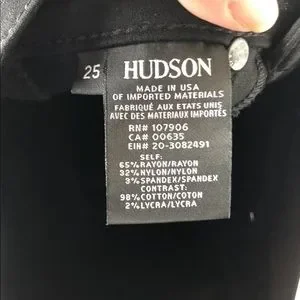 25
HUDSON
MADE IN USA
OF IMPORTED MATERIALS
FABRIQUÉ AUX ETATS UNIS
AVEC DES MATERIAUX IMPORTÉS
RN# 107906
CA# 00635
EIN# 20-3082491
SELF:
65%RAYON/RAYON
32%NYLON/NYLON
3%SPANDEX/SPANDEX
CONTRAST:
98%COTTON/COTON
2%LYCRA/LYCRA